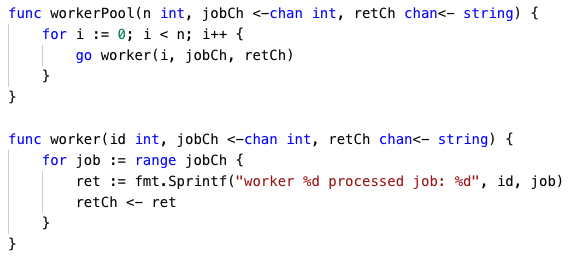 func workerPool(n int, jobCh <-chan int, retCh chan<- string) {
    for i := 0; i < n; i++ {
        go worker(i, jobCh, retCh)
    }
}

func worker(id int, jobCh <-chan int, retCh chan<- string) {
    for job := range jobCh {
        ret := fmt.Sprintf("worker %d processed job: %d", id, job)
        retCh <- ret
    }
}